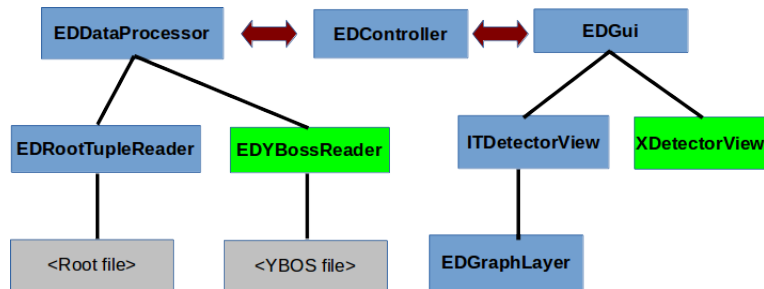 EDDataProcessor
EDController
EDGui
EDRootTupleReader
EDYBossReader
ITDetectorView
XDetectorView
<Root file>
<YBOS file>
EDGraphLayer